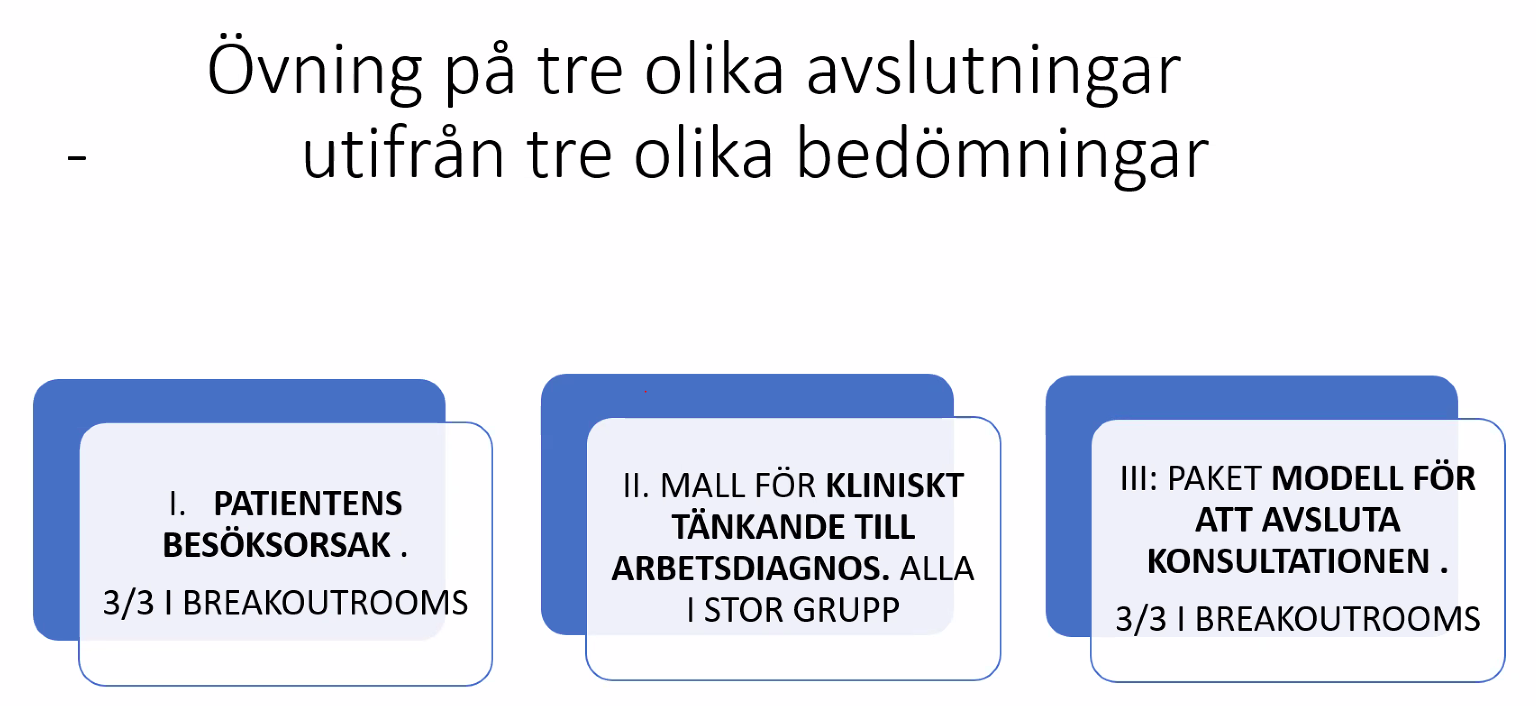 Övning på tre olika avslutningar
- utifrån tre olika bedömningar
I. PATIENTENS
BESÖKSORSAK .
3/3 I BREAKOUTROOMS
II. MALL FÖR KLINISKT
TÄNKANDE TILL
ARBETSDIAGNOS. ALLA
I STOR GRUPP
III: PAKET MODELL FÖR
ATT AVSLUTA
KONSULTATIONEN .
3/3 I BREAKOUTROOMS